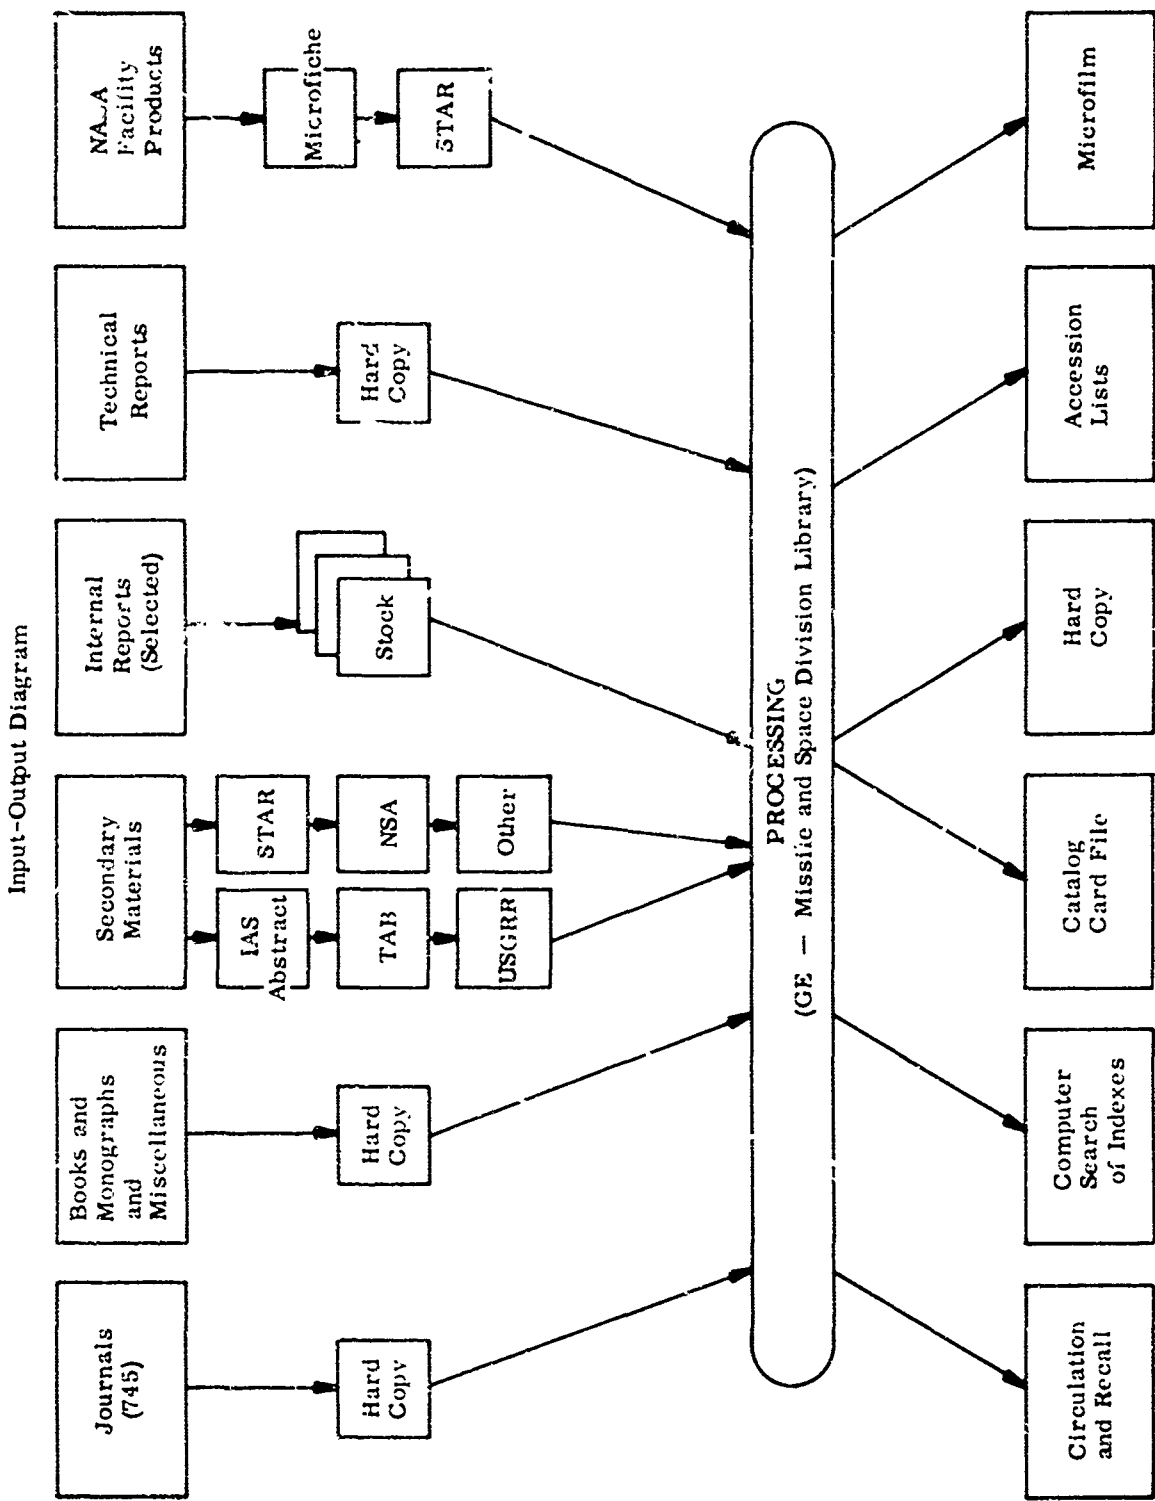 Input-Output Diagram
Journals
(745)
Books and
Monographs
and
Miscellaneous
Secondary
Materials
Internal
Reports
(Selected)
Technical
Reports
NASA
Facility
Products
Hard
Copy
Hard
Copy
IAS
Abstract
STAR
TAB
NSA
USGRR
Other
Stock
Hard
Copy
Microfiche
STAR
PROCESSING
(GE — Missile and Space Division Library)
Circulation
and Recall
Computer
Search
of Indexes
Catalog
Card File
Hard
Copy
Accession
Lists
Microfilm